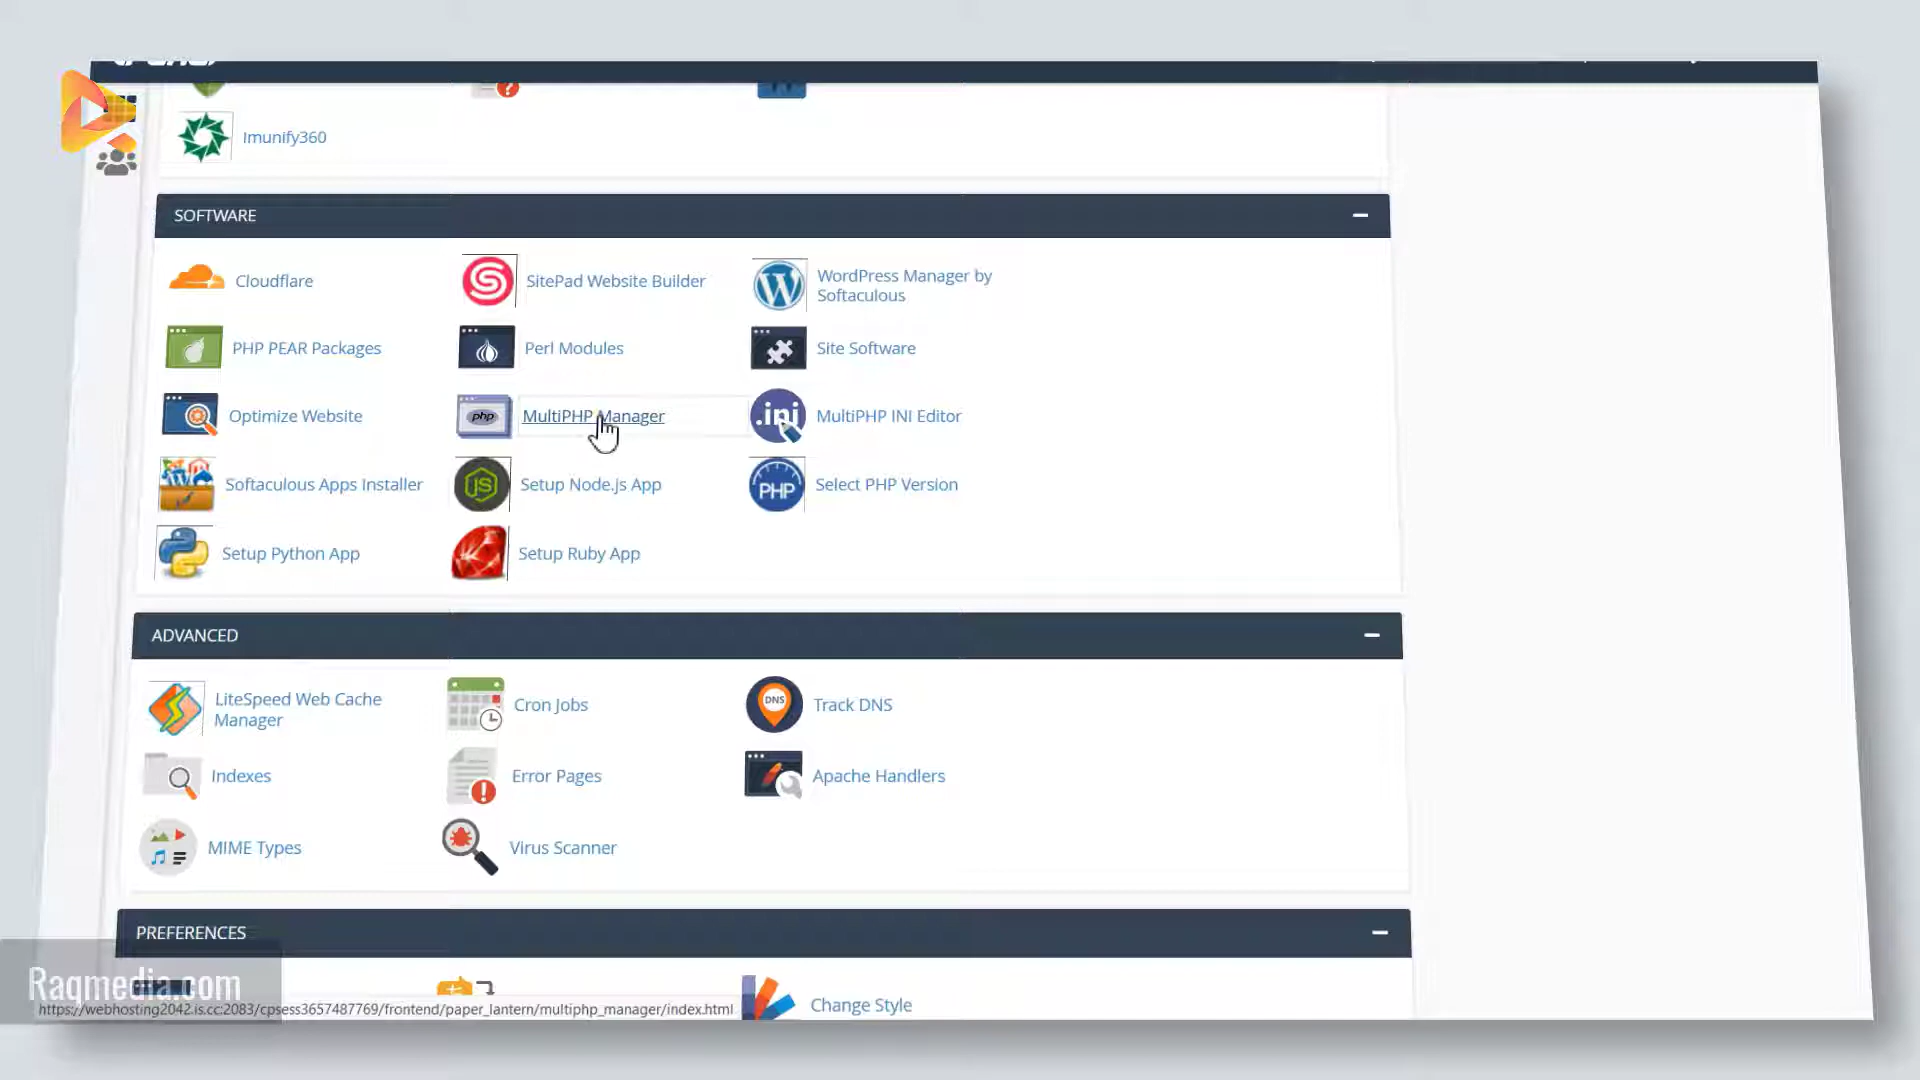 Imunify360
SOFTWARE
Cloudflare
SitePad Website Builder
WordPress Manager by
Softaculous
PHP PEAR Packages
Perl Modules
Site Software
Optimize Website
php
MultiPHP Manager
.ini
MultiPHP INI Editor
Softaculous Apps Installer
JS
Setup Node.js App
PHP
Select PHP Version
Setup Python App
Setup Ruby App
ADVANCED
LiteSpeed Web Cache
Manager
Cron Jobs
DNS
Track DNS
Indexes
Error Pages
Apache Handlers
MIME Types
Virus Scanner
PREFERENCES
Raqmedia.com
https://webhosting2042.is.cc:2083/cpsess3657487769/frontend/paper_lantern/multiphp_manager/index.html
Change Style